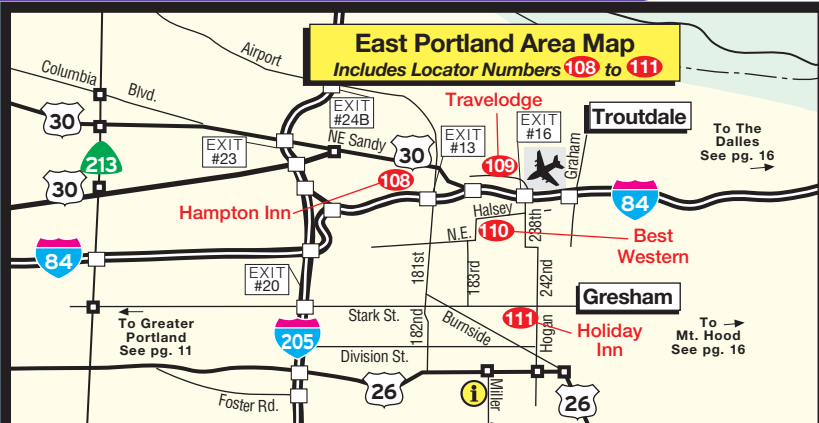 East Portland Area Map
Includes Locator Numbers 108 to 111
Airport
Columbia
Blvd.
30
EXIT
#24B
Travelodge
EXIT
#16
Troutdale
To The
Dalles
See pg. 16
EXIT
#23
NE Sandy
30
EXIT
#13
109
Graham
213
30
108
Hampton Inn
84
Halsey
N.E.
110
238th
Best
Western
84
EXIT
#20
181st
183rd
242nd
Gresham
To Greater
Portland
See pg. 11
205
Stark St.
182nd
Burnside
111
Hogan
Holiday
Inn
To
Mt. Hood
See pg. 16
Division St.
26
Foster Rd.
i
Miller
26